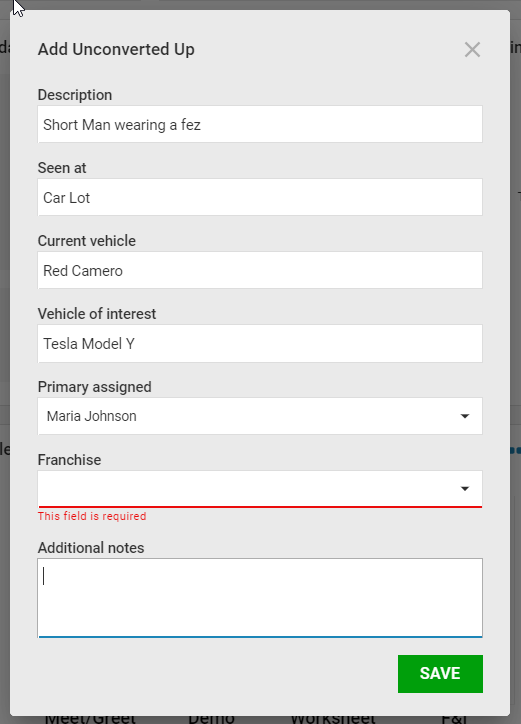 Add Unconverted Up
Description
Short Man wearing a fez
Seen at
Car Lot
Current vehicle
Red Camero
Vehicle of interest
Tesla Model Y
Primary assigned
Maria Johnson
Franchise
This field is required
Additional notes
SAVE
Meet/Greet Demo Worksheet F&I